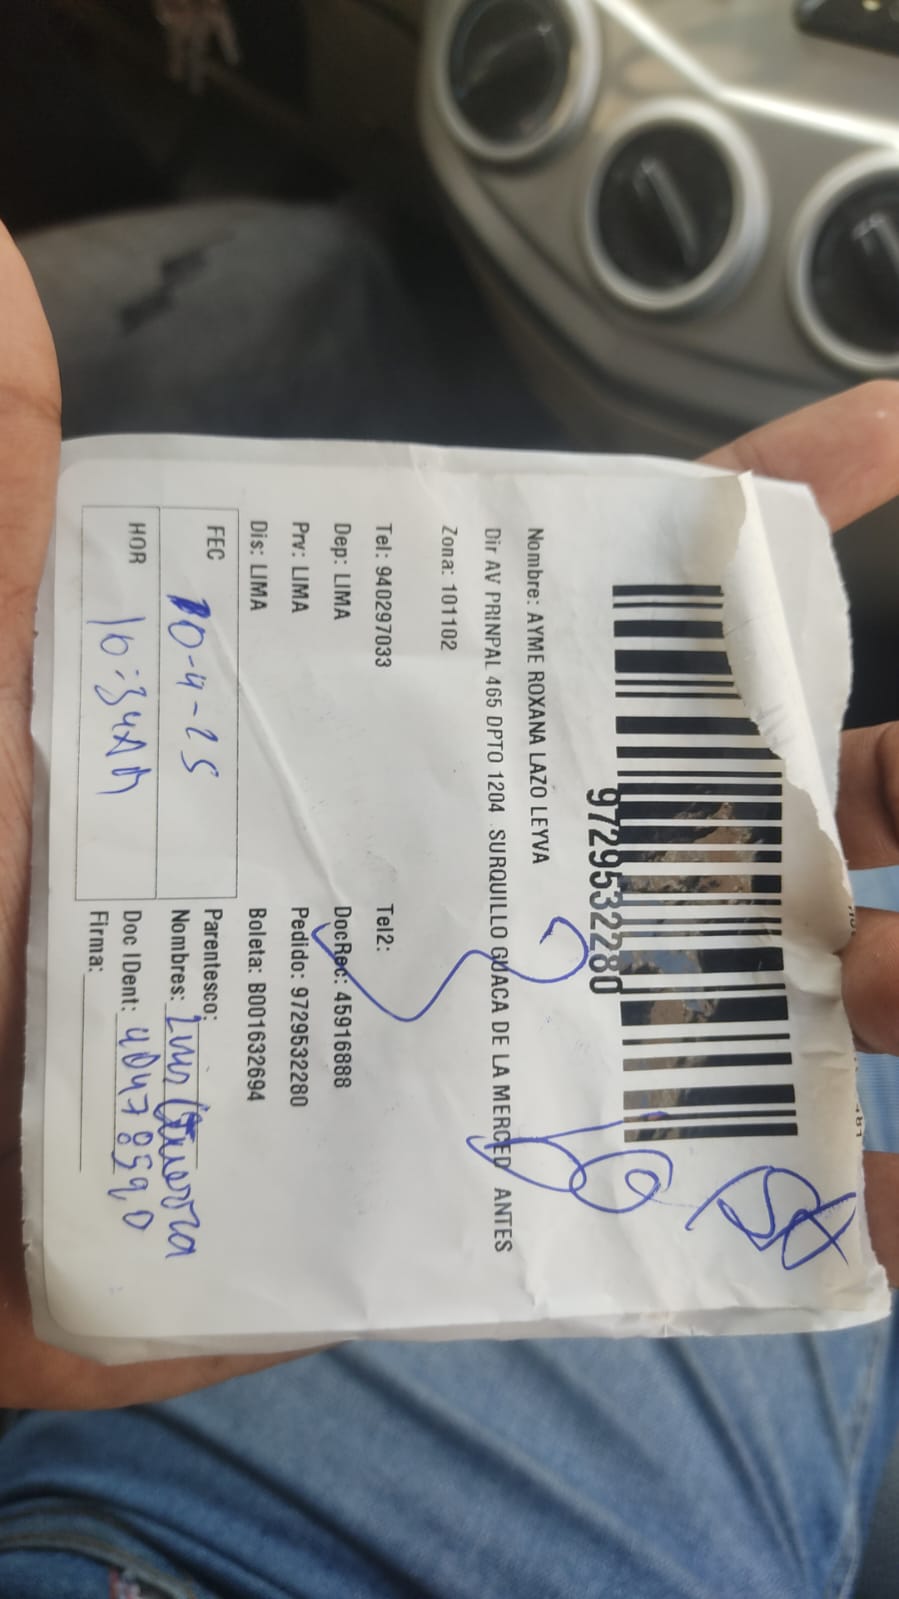 9729532280
Nombre: AYME ROXANA LAZO LEYVA
Dir AV PRINPAL 465 DPTO 1204 SURQUILLO GUACA DE LA MERCED ANTES
Zona: 101102
Tel: 940297033 Tel2:
Dep: LIMA DocRec: 45916888
Prv: LIMA Pedido: 9729532280
Dis: LIMA Boleta: B001632694
FEC 10-4-25 Parentesco:
Nombres: Luis
HOR 10:34AM Doc IDent: 40478590
Firma: